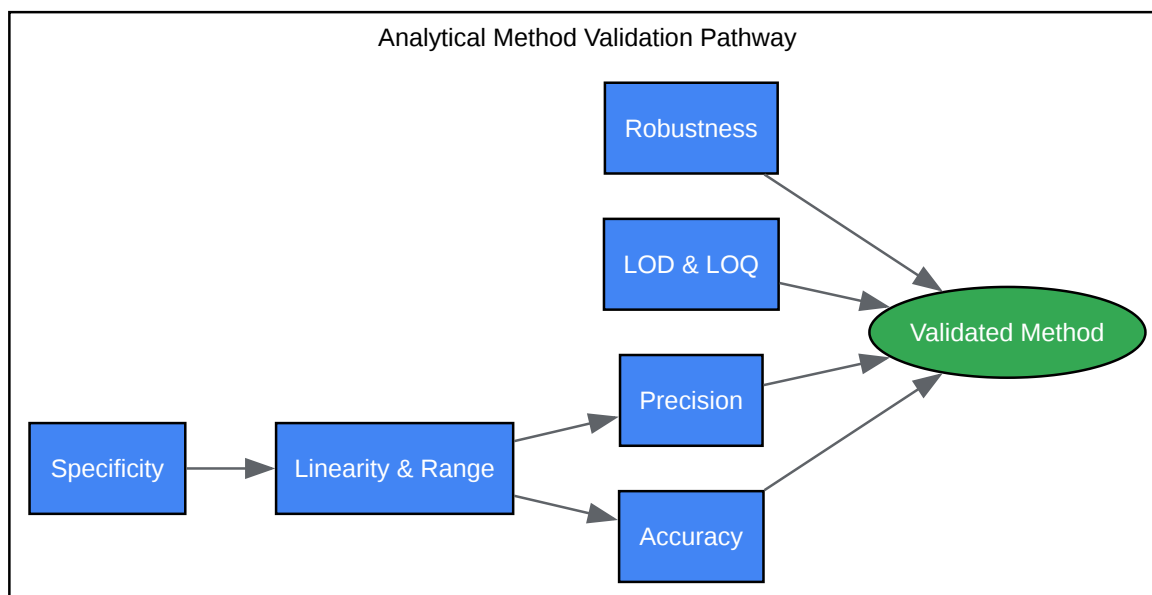 Analytical Method Validation Pathway
Robustness
LOD & LOQ
Validated Method
Precision
Specificity
Linearity & Range
Accuracy